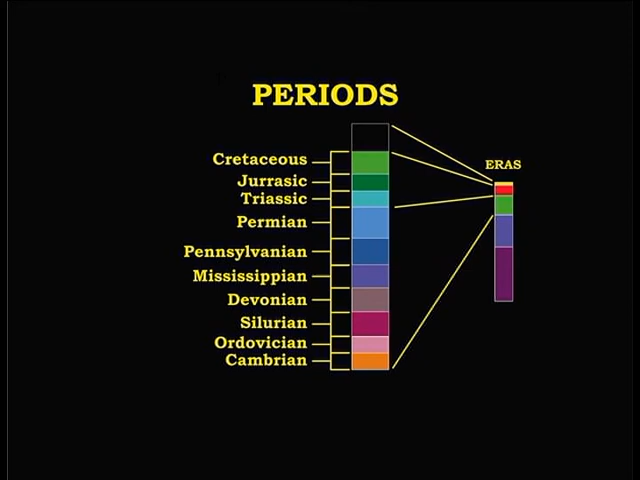 PERIODS
ERAS
Cretaceous
Jurrasic
Triassic
Permian
Pennsylvanian
Mississippian
Devonian
Silurian
Ordovician
Cambrian